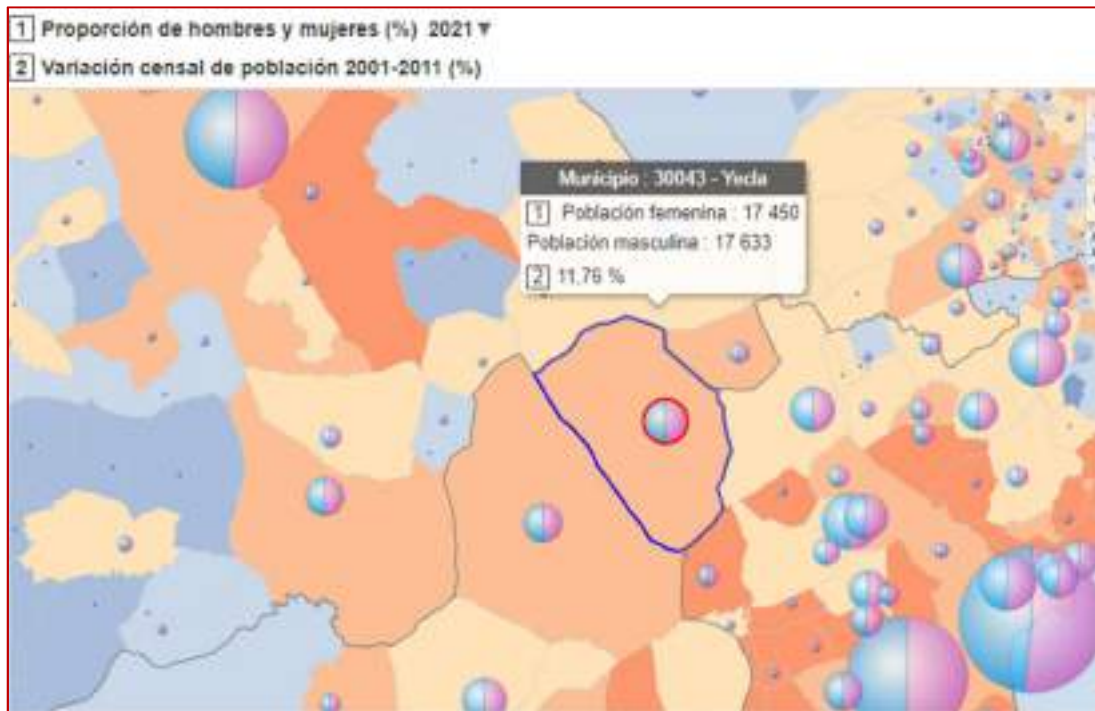 1 Proporción de hombres y mujeres (%) 2021 ▼
2 Variación censal de población 2001-2011 (%)
Municipio : 30043 - Yecla
1 Población femenina : 17 450
Población masculina : 17 633
2 11,76 %